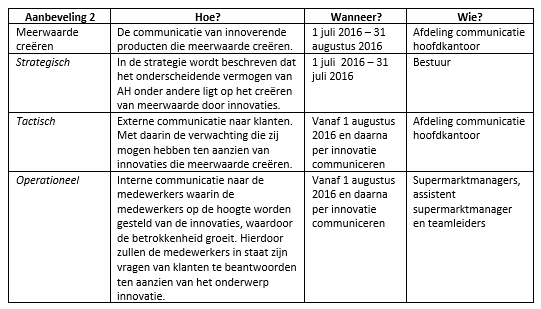 Aanbeveling 2 Hoe? Wanneer? Wie?
Meerwaarde De communicatie van innoverende 1 juli 2016 – 31 Afdeling communicatie
creëren producten die meerwaarde creëren. augustus 2016 hoofdkantoor
Strategisch In de strategie wordt beschreven dat 1 juli 2016 – 31 Bestuur
het onderscheidende vermogen van juli 2016
AH onder andere ligt op het creëren
van meerwaarde door innovaties.
Tactisch Externe communicatie naar klanten. Vanaf 1 augustus Afdeling communicatie
Met daarin de verwachting die zij 2016 en daarna hoofdkantoor
mogen hebben ten aanzien van per innovatie
innovaties die meerwaarde creëren. communiceren
Operationeel Interne communicatie naar de Vanaf 1 augustus Supermarktmanagers,
medewerkers waarin de 2016 en daarna assistent
medewerkers op de hoogte worden per innovatie supermarktmanager
gesteld van de innovaties, waardoor communiceren en teamleiders
de betrokkenheid groeit. Hierdoor
zullen de medewerkers in staat zijn
vragen van klanten te beantwoorden
ten aanzien van het onderwerp
innovatie.